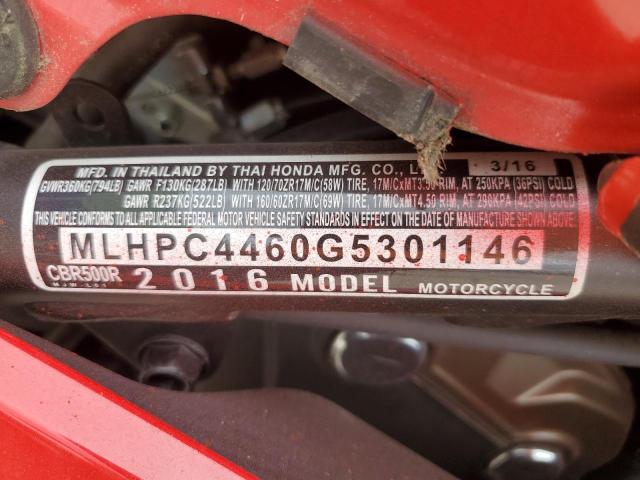 MFD. IN THAILAND BY THAI HONDA MFG. CO., 3/16
GVWR360KG(794LB) GAWR F130KG(287LB) WITH 120/70ZR17M/C(58W) TIRE, 17M/CxMT3.50 RIM, AT 250KPA (36PSI) COLD
GAWR R237KG(522LB) WITH 160/60ZR17M/C(69W) TIRE, 17M/CxMT4.50 RIM, AT 290KPA (42PSI) COLD
THIS VEHICLE CONFORMS TO ALL APPLICABLE FEDERAL MOTOR VEHICLE SAFETY STANDARDS IN EFFECT ON THE DATE OF MANUFACTURE SHOWN ABOVE.
MLHPC4460G5301146
CBR500R 2016 MODEL MOTORCYCLE